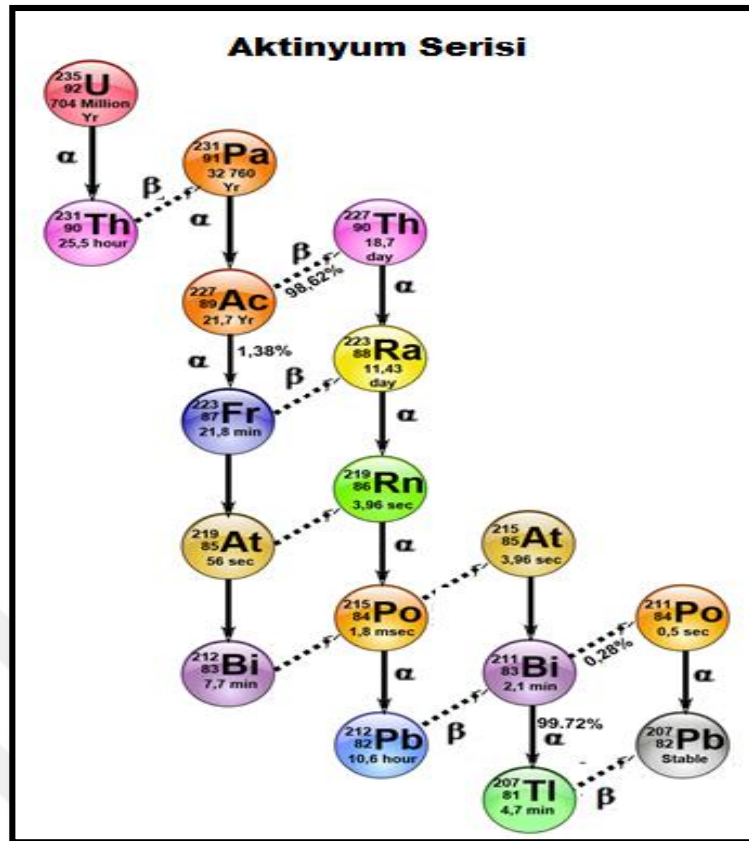 Aktinyum Serisi
235
92 U
704 Million
Yr
α
231
91 Pa
32 760
Yr
β
231
90 Th
25,5 hour
α
227
90 Th
18,7
day
β
98,62%
227
89 Ac
21,7 Yr
α
α
1,38%
223
88 Ra
11,43
day
β
223
87 Fr
21,8 min
α
219
86 Rn
3,96 sec
219
85 At
56 sec
α
215
85 At
3,96 sec
215
84 Po
1,8 msec
211
84 Po
0,5 sec
0,28%
212
83 Bi
7,7 min
211
83 Bi
2,1 min
α
α
212
82 Pb
10,6 hour
β
99.72%
α
207
82 Pb
Stable
207
81 Tl
4,7 min
β